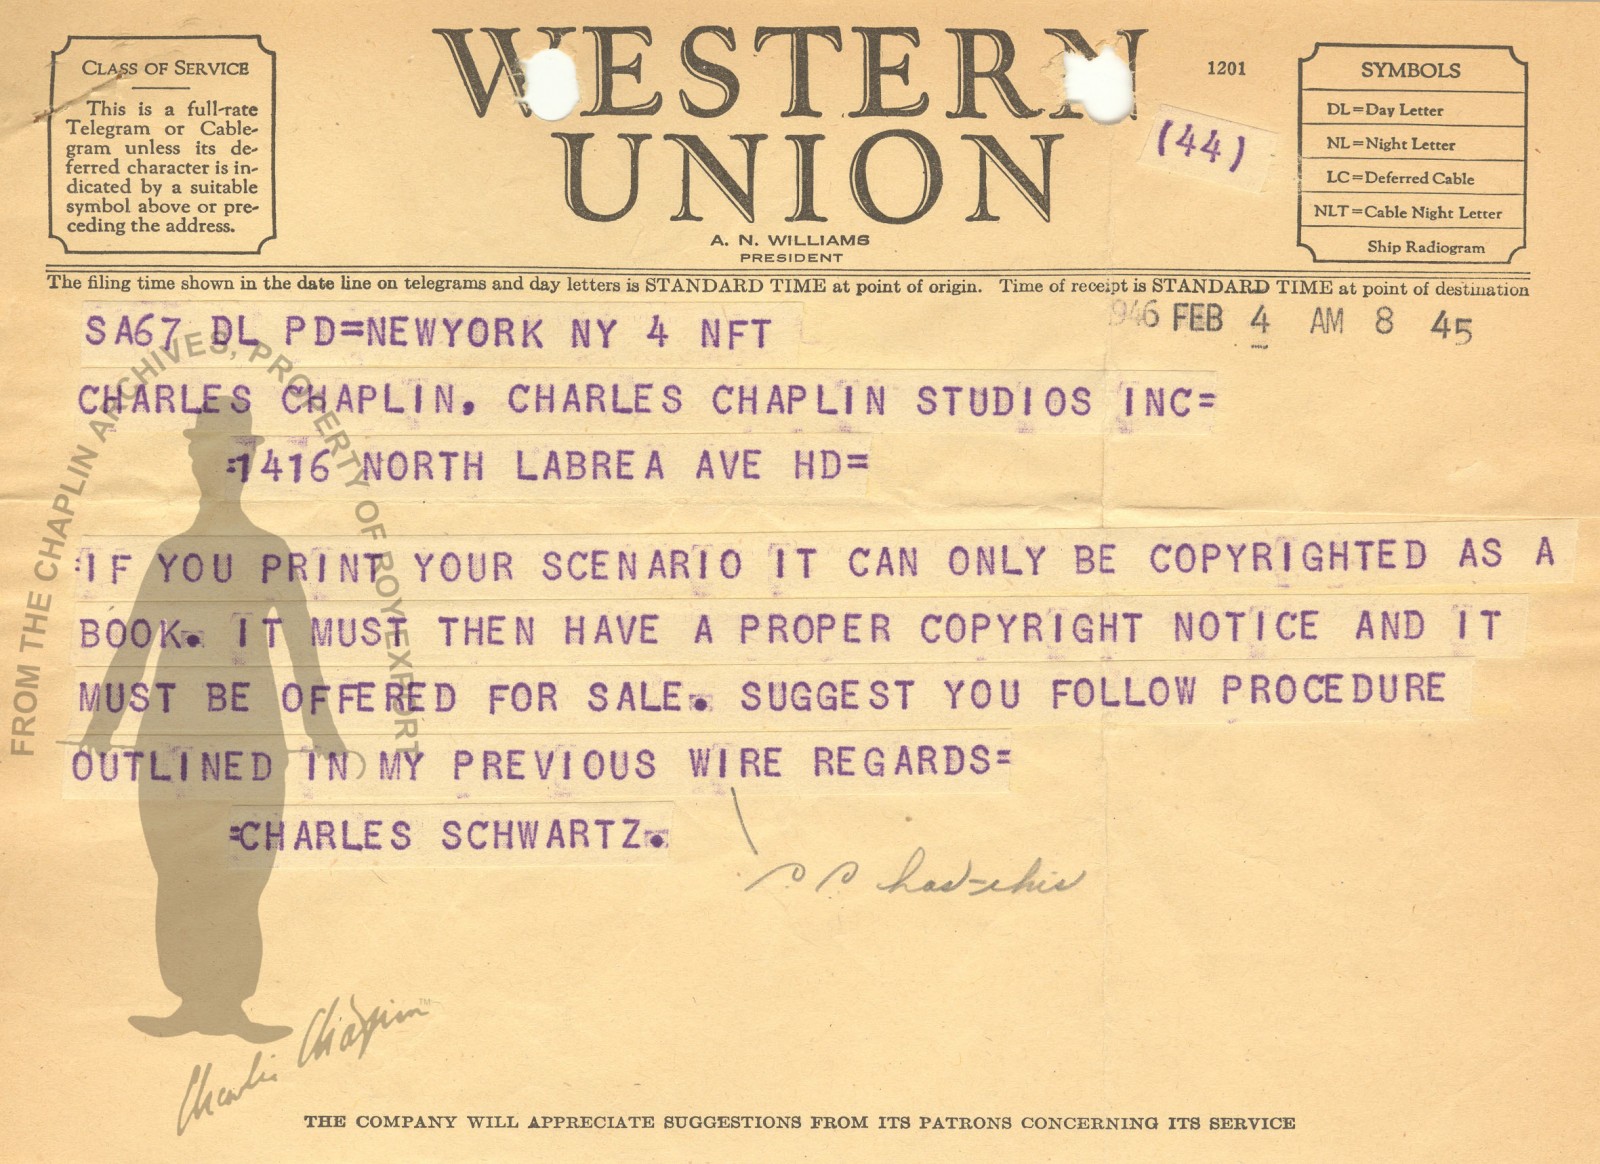 CLASS OF SERVICE
This is a full-rate
Telegram or Cable-
gram unless its de-
ferred character is in-
dicated by a suitable
symbol above or pre-
ceding the address.
WESTERN
UNION
A. N. WILLIAMS
PRESIDENT
1201
(44)
SYMBOLS
DL=Day Letter
NL=Night Letter
LC=Deferred Cable
NLT=Cable Night Letter
Ship Radiogram
The filing time shown in the date line on telegrams and day letters is STANDARD TIME at point of origin. Time of receipt is STANDARD TIME at point of destination
946 FEB 4 AM 8 45
SA67 DL PD=NEWYORK NY 4 NFT
CHARLES CHAPLIN, CHARLES CHAPLIN STUDIOS INC=
=1416 NORTH LABREA AVE HD=
:IF YOU PRINT YOUR SCENARIO IT CAN ONLY BE COPYRIGHTED AS A
BOOK. IT MUST THEN HAVE A PROPER COPYRIGHT NOTICE AND IT
MUST BE OFFERED FOR SALE. SUGGEST YOU FOLLOW PROCEDURE
OUTLINED IN MY PREVIOUS WIRE REGARDS=
=CHARLES SCHWARTZ.
FROM THE CHAPLIN ARCHIVES, PROPERTY OF ROY EXPORT
Charlie Chaplin™
THE COMPANY WILL APPRECIATE SUGGESTIONS FROM ITS PATRONS CONCERNING ITS SERVICE